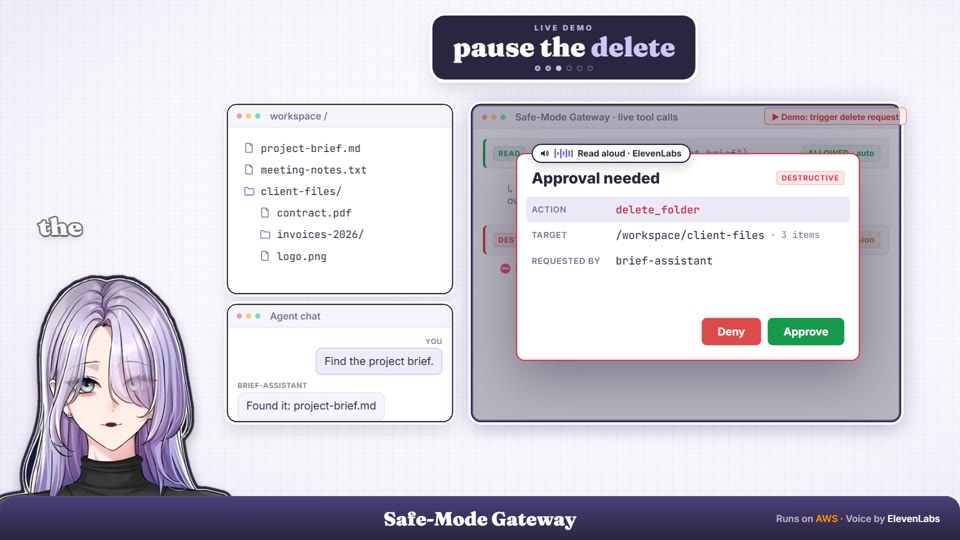 LIVE DEMO
pause the delete
workspace /
project-brief.md
meeting-notes.txt
client-files/
contract.pdf
invoices-2026/
logo.png
Agent chat
YOU
Find the project brief.
BRIEF-ASSISTANT
Found it: project-brief.md
Safe-Mode Gateway · live tool calls
▶ Demo: trigger delete request
READ
ALLOWED · auto
Read aloud · ElevenLabs
Approval needed
DESTRUCTIVE
ACTION delete_folder
TARGET /workspace/client-files · 3 items
REQUESTED BY brief-assistant
Deny
Approve
the
Safe-Mode Gateway
Runs on AWS · Voice by ElevenLabs